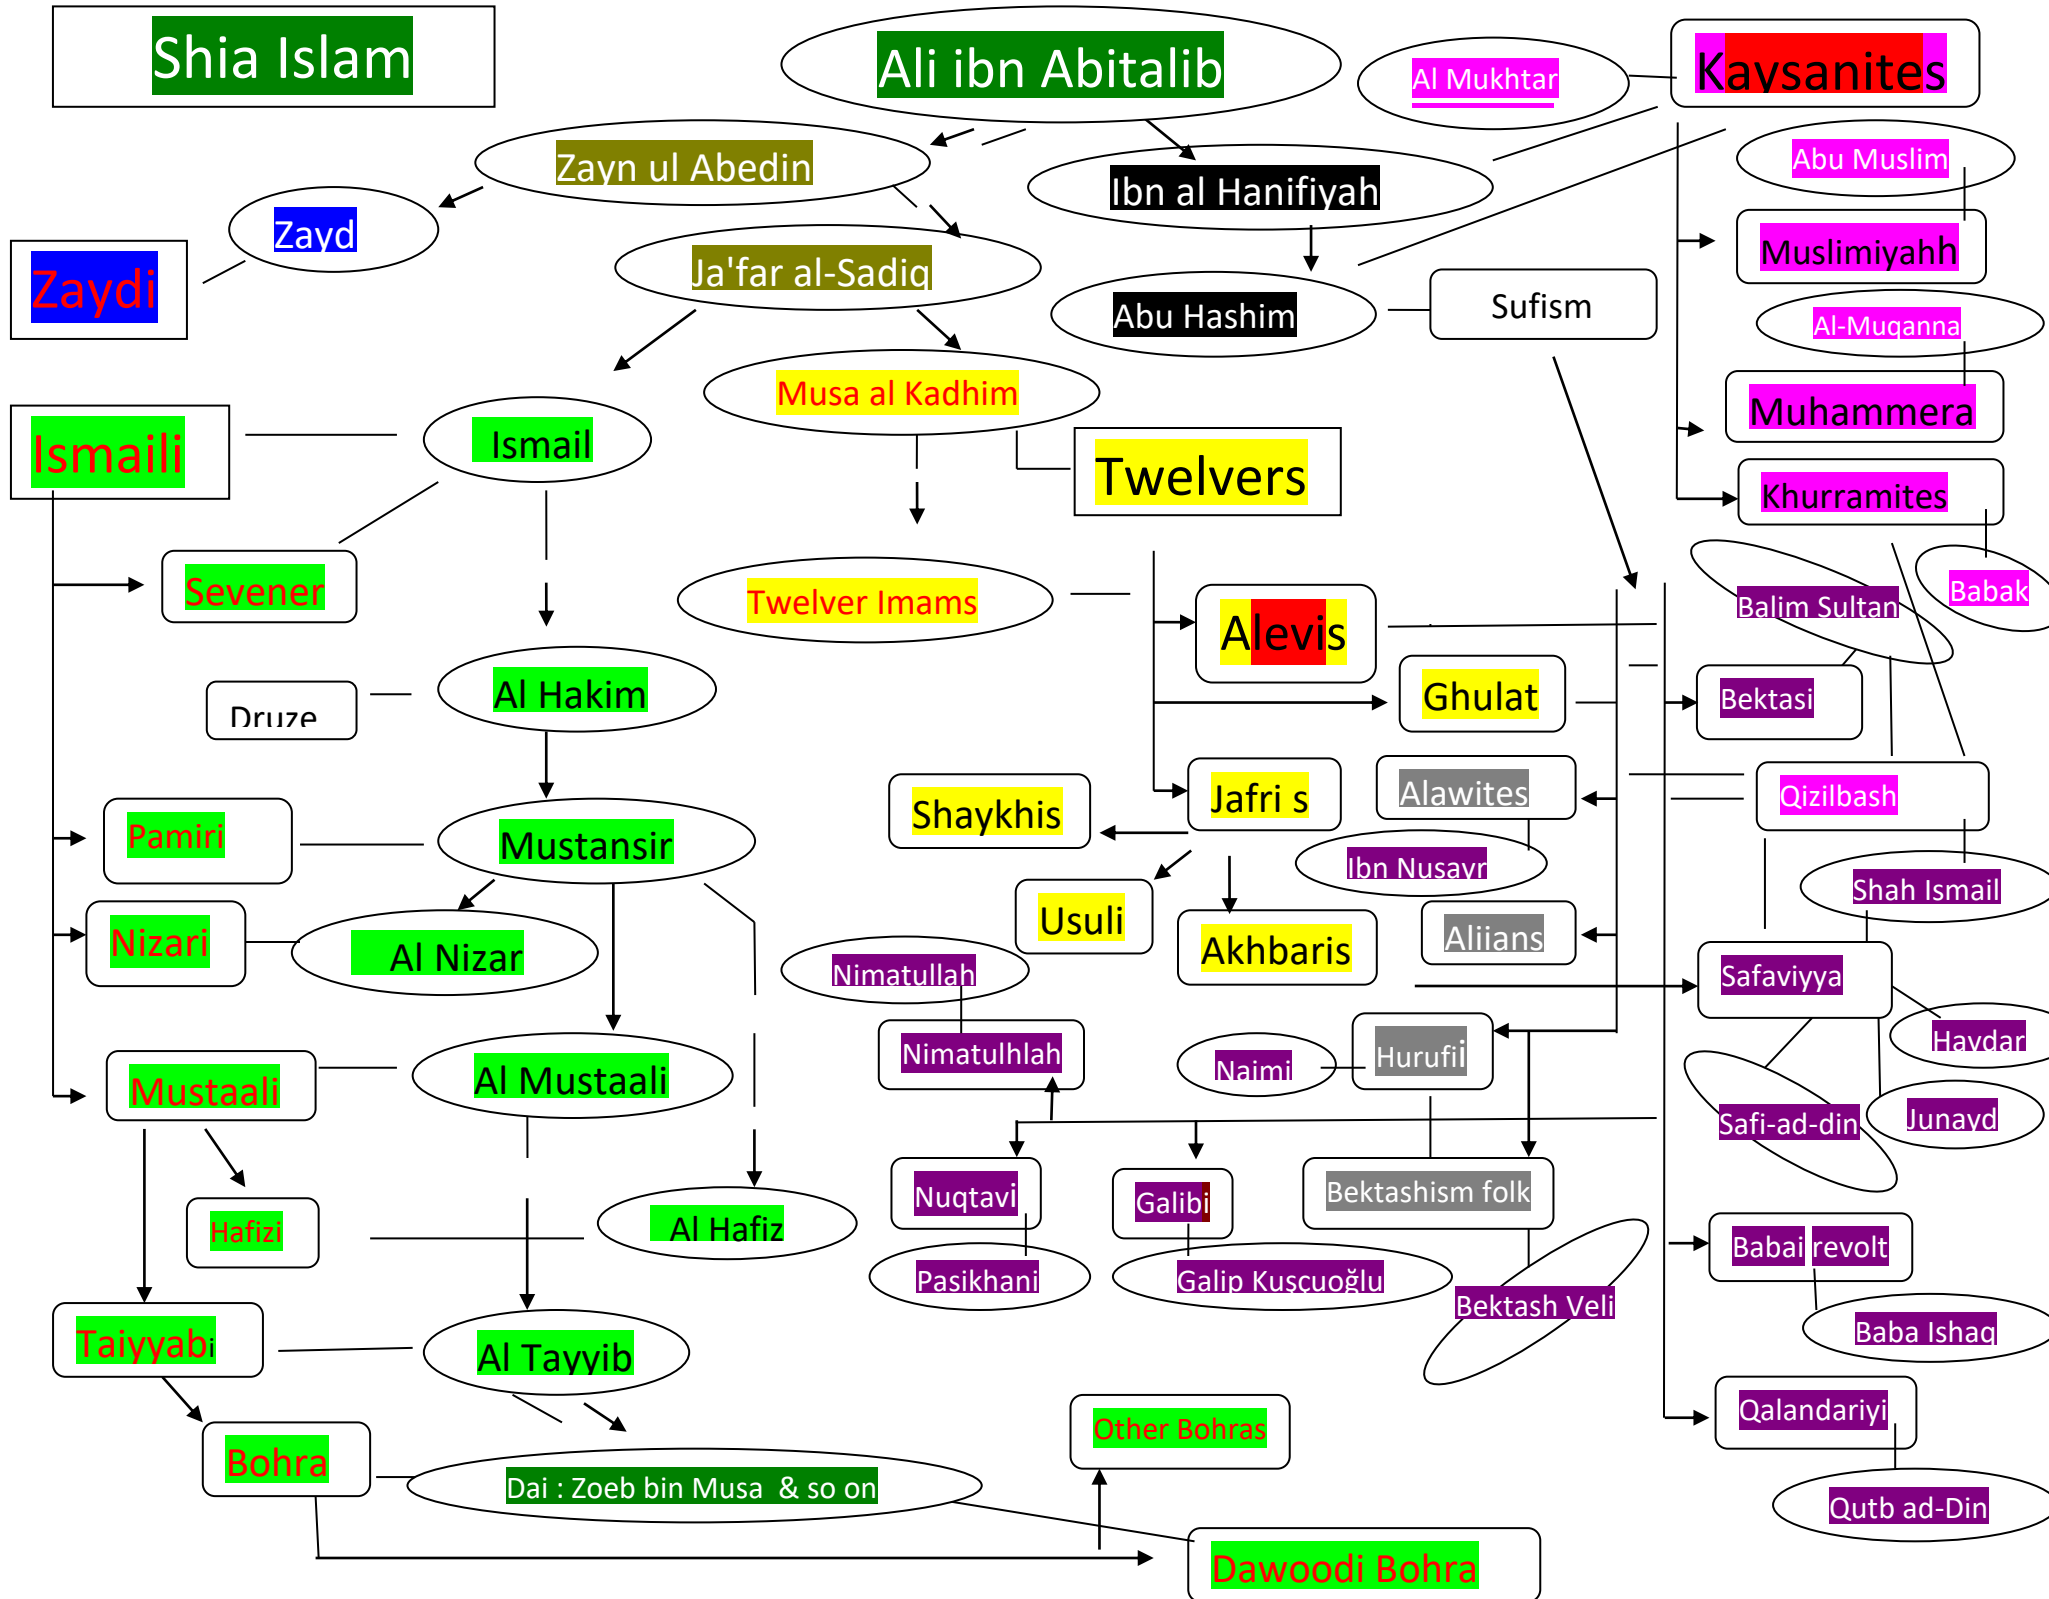 Shia Islam
Ali ibn Abitalib
Al Mukhtar
Kaysanites
Zayn ul Abedin
Ibn al Hanifiyah
Abu Muslim
Zayd
Zaydi
Ja'far al-Sadiq
Muslimiyahh
Abu Hashim
Sufism
Al-Muqanna
Musa al Kadhim
Muhammera
Ismaili
Ismail
Twelvers
Khurramites
Sevener
Twelver Imams
Alevis
Balim Sultan
Babak
Druze
Al Hakim
Ghulat
Bektasi
Shaykhis
Jafri s
Alawites
Qizilbash
Pamiri
Mustansir
Ibn Nusayr
Shah Ismail
Nizari
Al Nizar
Usuli
Akhbaris
Aliians
Nimatullah
Safaviyya
Nimatulhlah
Naimi
Hurufii
Haydar
Mustaali
Al Mustaali
Safi-ad-din
Junayd
Nuqtavi
Galibi
Bektashism folk
Hafizi
Al Hafiz
Babai revolt
Pasikhani
Galip Kuşçuoğlu
Bektash Veli
Baba Ishaq
Taiyyabi
Al Tayyib
Other Bohras
Qalandariyi
Bohra
Dai : Zoeb bin Musa & so on
Qutb ad-Din
Dawoodi Bohra